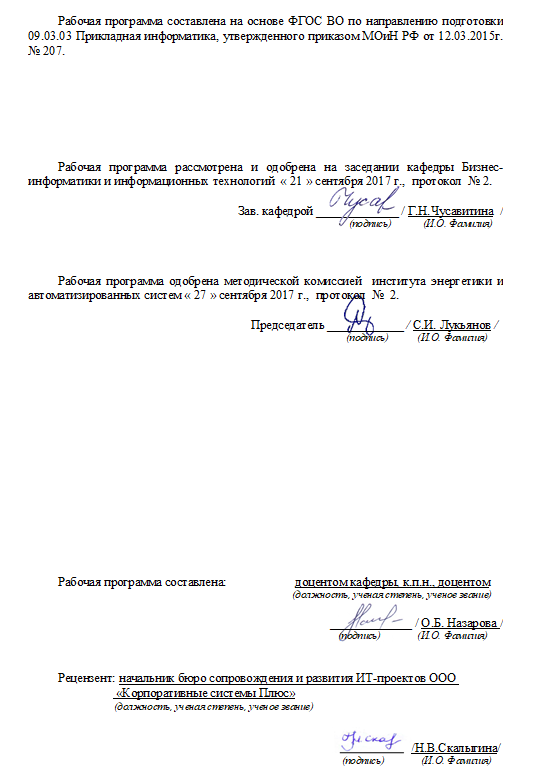 Рабочая программа составлена на основе ФГОС ВО по направлению подготовки
09.03.03 Прикладная информатика, утвержденного приказом МОиН РФ от 12.03.2015г.
№ 207.
Рабочая программа рассмотрена и одобрена на заседании кафедры Бизнес-
информатики и информационных технологий « 21 » сентября 2017 г., протокол № 2.
Зав. кафедрой _____________ / Г.Н.Чусавитина /
(подпись) (И.О. Фамилия)
Рабочая программа одобрена методической комиссией института энергетики и
автоматизированных систем « 27 » сентября 2017 г., протокол № 2.
Председатель ____________ / С.И. Лукьянов /
(подпись) (И.О. Фамилия)
Рабочая программа составлена: доцентом кафедры, к.п.н., доцентом
(должность, ученая степень, ученое звание)
_____________ / О.Б. Назарова /
(подпись) (И.О. Фамилия)
Рецензент: начальник бюро сопровождения и развития ИТ-проектов ООО
«Корпоративные системы Плюс»
(должность, ученая степень, ученое звание)
__________ /Н.В.Скалыгина/
(подпись) (И.О. Фамилия)